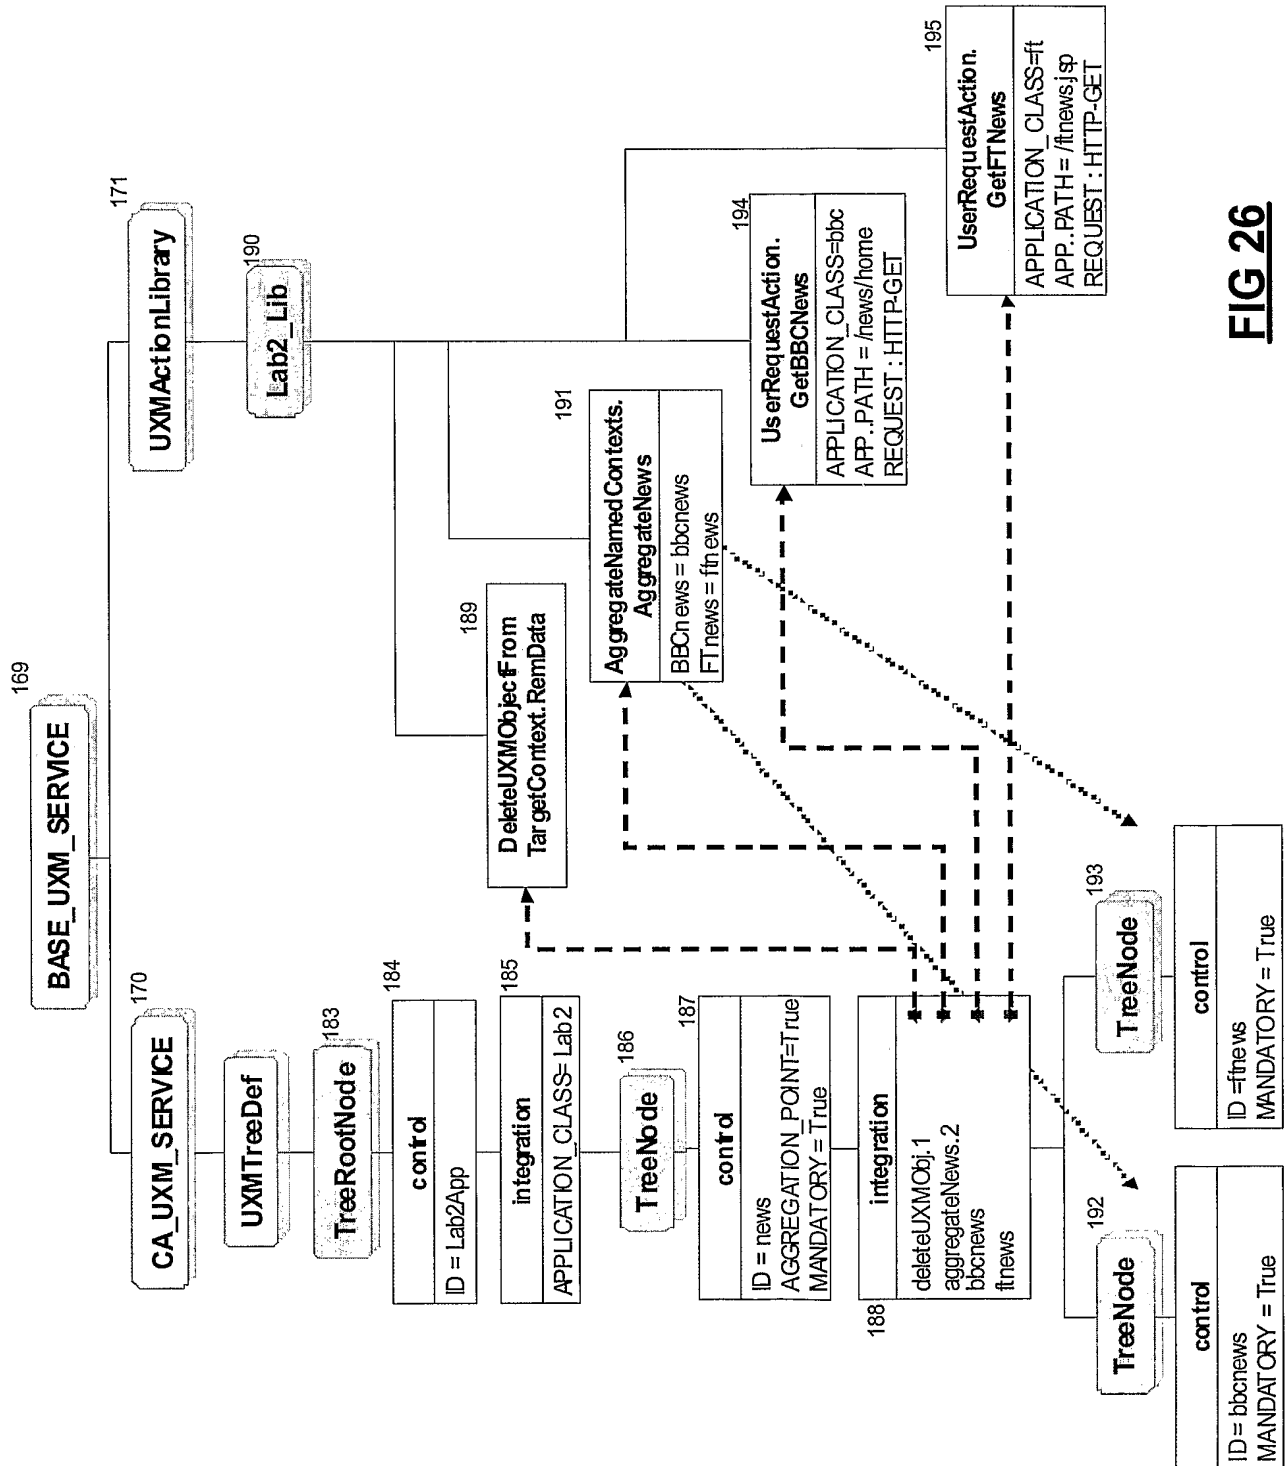 169
BASE_UXM_SERVICE
170
CA_UXM_SERVICE
171
UXMActionLibrary
UXMTreeDef
190
Lab2_Lib
183
TreeRootNode
184
control
ID = Lab2App
185
integration
APPLICATION_CLASS= Lab2
186
TreeNode
187
control
ID = news
AGGREGATION_POINT=True
MANDATORY = True
188
integration
deleteUXMObj.1
aggregateNews.2
bbcnews
ftnews
189
DeleteUXMObjectFrom
TargetContext.RemData
191
AggregateNamedContexts.
AggregateNews
BBCnews = bbcnews
FTnews = ftnews
194
UserRequestAction.
GetBBCNews
APPLICATION_CLASS=bbc
APP..PATH = /news/home
REQUEST : HTTP-GET
195
UserRequestAction.
GetFTNews
APPLICATION_CLASS=ft
APP..PATH = /ftnews.jsp
REQUEST : HTTP-GET
192
TreeNode
control
ID = bbcnews
MANDATORY = True
193
TreeNode
control
ID =ftnews
MANDATORY = True
FIG 26